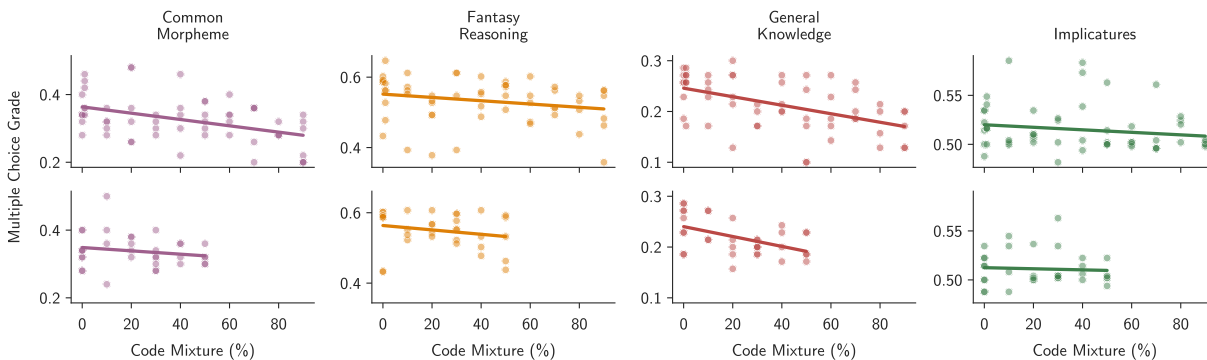 Common
Morpheme
Fantasy
Reasoning
General
Knowledge
Implicatures
Multiple Choice Grade
0.4
0.2
0.6
0.4
0.3
0.2
0.1
0.55
0.50
0.4
0.2
0.6
0.4
0.3
0.2
0.1
0.55
0.50
0 20 40 60 80
0 20 40 60 80
0 20 40 60 80
0 20 40 60 80
Code Mixture (%)
Code Mixture (%)
Code Mixture (%)
Code Mixture (%)